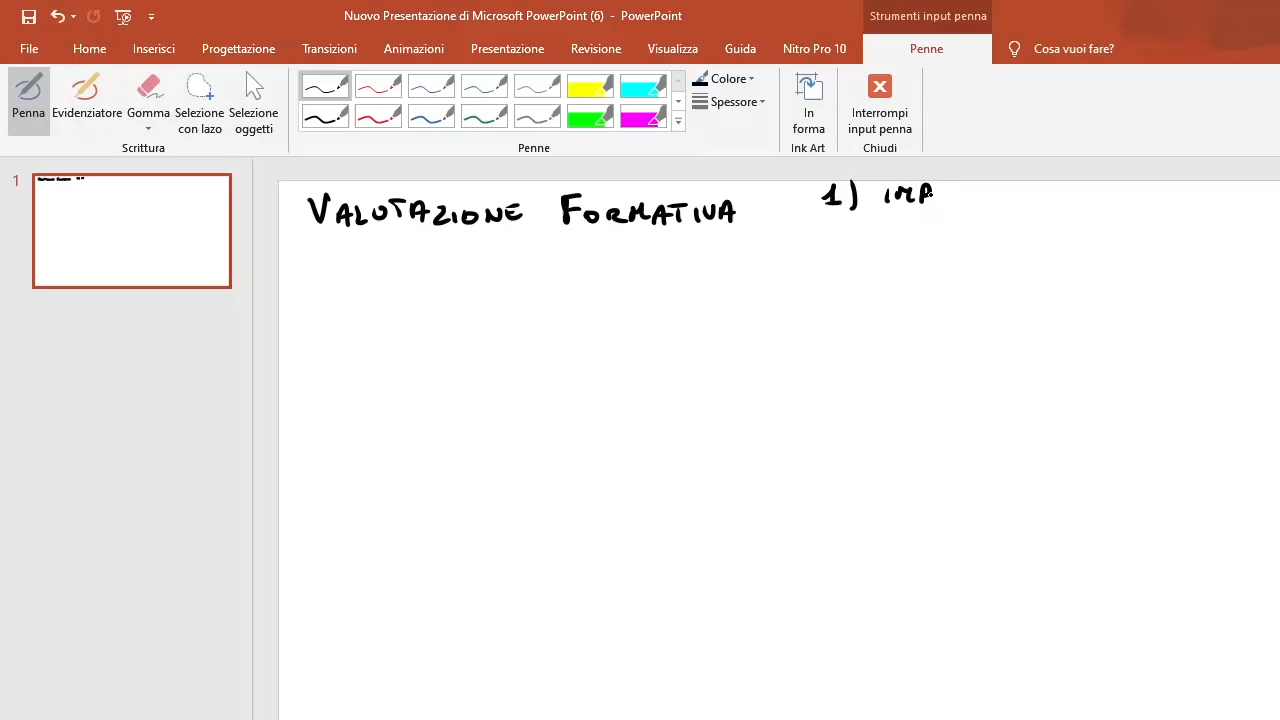 Nuovo Presentazione di Microsoft PowerPoint (6) - PowerPoint
Strumenti input penna
File Home Inserisci Progettazione Transizioni Animazioni Presentazione Revisione Visualizza Guida Nitro Pro 10 Penne Cosa vuoi fare?
Penna
Evidenziatore
Gomma
Selezione
con lazo
Selezione
oggetti
Scrittura
Colore
Spessore
Penne
In
forma
Ink Art
Interrompi
input penna
Chiudi
1
VALUTAZIONE FORMATIVA 1) IMP